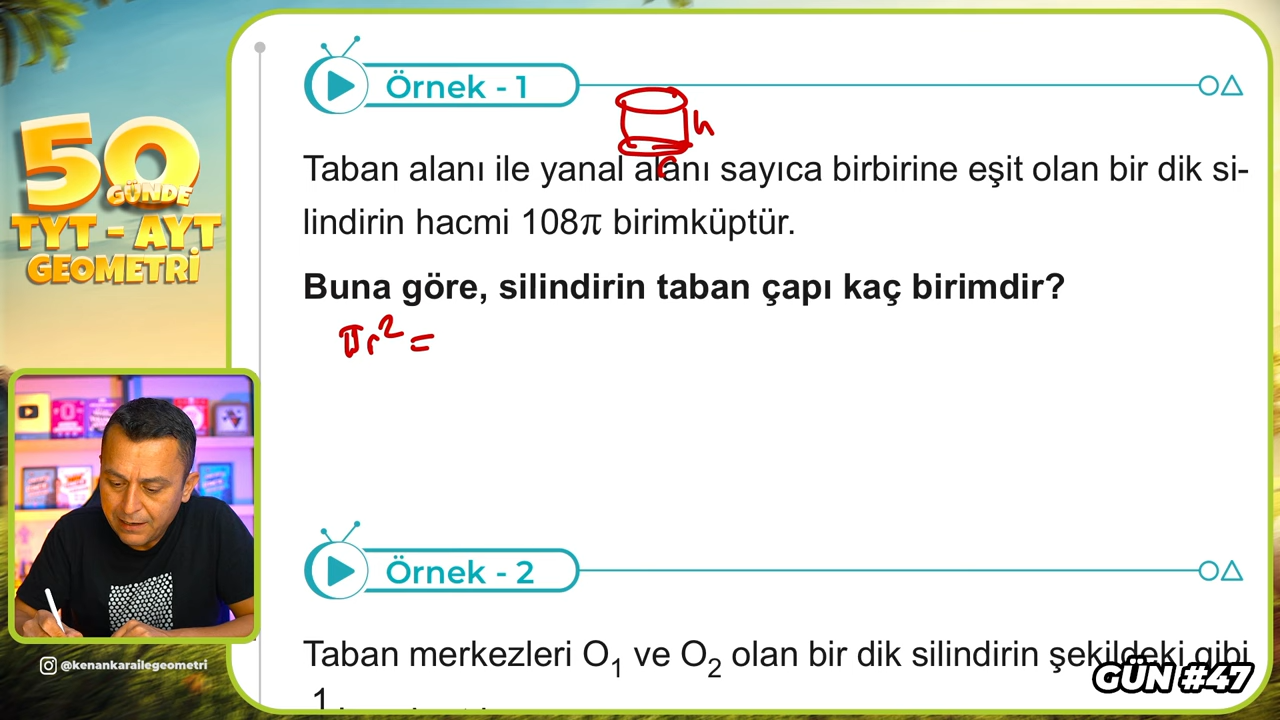 50
GÜNDE
TYT - AYT
GEOMETRİ
Örnek - 1
h
r
Taban alanı ile yanal alanı sayıca birbirine eşit olan bir dik si-
lindirin hacmi 108π birimküptür.
Buna göre, silindirin taban çapı kaç birimdir?
πr² =
Örnek - 2
Taban merkezleri O₁ ve O₂ olan bir dik silindirin şekildeki gibi
1
@kenankarailegeometri
GÜN #47